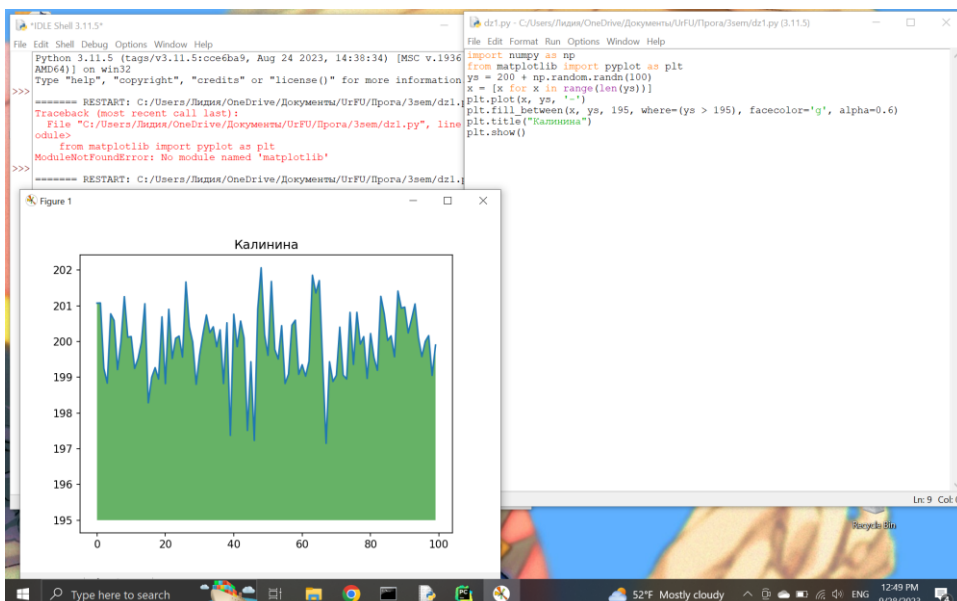 *IDLE Shell 3.11.5*
File Edit Shell Debug Options Window Help
Python 3.11.5 (tags/v3.11.5:cce6ba9, Aug 24 2023, 14:38:34) [MSC v.1936
AMD64)] on win32
Type "help", "copyright", "credits" or "license()" for more information
>>>
======= RESTART: C:/Users/Лидия/OneDrive/Документы/UrFU/Прога/3sem/dz1.p
Traceback (most recent call last):
File "C:/Users/Лидия/OneDrive/Документы/UrFU/Прога/3sem/dz1.py", line
odule>
from matplotlib import pyplot as plt
ModuleNotFoundError: No module named 'matplotlib'
>>>
======= RESTART: C:/Users/Лидия/OneDrive/Документы/UrFU/Прога/3sem/dz1.p
dz1.py - C:/Users/Лидия/OneDrive/Документы/UrFU/Прога/3sem/dz1.py (3.11.5)
File Edit Format Run Options Window Help
import numpy as np
from matplotlib import pyplot as plt
ys = 200 + np.random.randn(100)
x = [x for x in range(len(ys))]
plt.plot(x, ys, '-')
plt.fill_between(x, ys, 195, where=(ys > 195), facecolor='g', alpha=0.6)
plt.title("Калинина")
plt.show()
Ln: 9 Col: 0
Figure 1
Калинина
202
201
200
199
198
197
196
195
0 20 40 60 80 100
Recycle Bin
Type here to search
PC
52°F Mostly cloudy
ENG
12:49 PM
9/28/2023